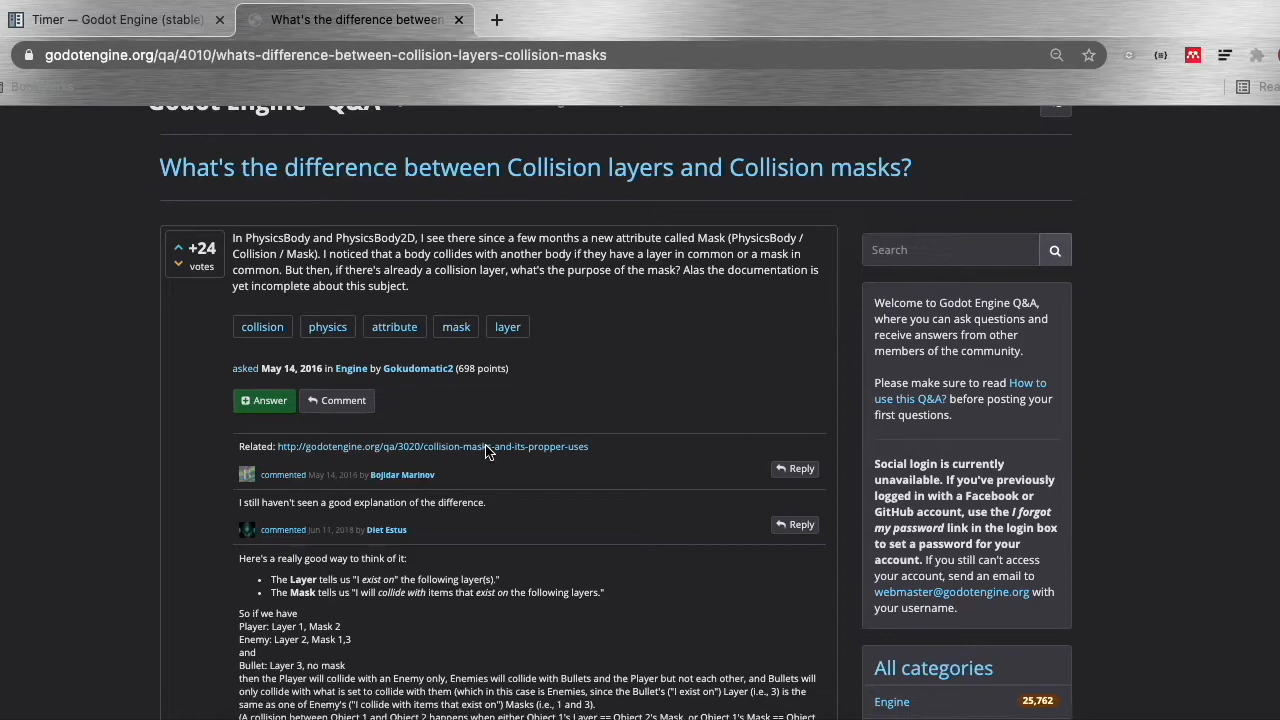 Timer — Godot Engine (stable)
What's the difference between
godotengine.org/qa/4010/whats-difference-between-collision-layers-collision-masks
Bookmarks
Rea
Godot Engine - Q&A
What's the difference between Collision layers and Collision masks?
+24
votes
In PhysicsBody and PhysicsBody2D, I see there since a few months a new attribute called Mask (PhysicsBody /
Collision / Mask). I noticed that a body collides with another body if they have a layer in common or a mask in
common. But then, if there's already a collision layer, what's the purpose of the mask? Alas the documentation is
yet incomplete about this subject.
collision
physics
attribute
mask
layer
asked May 14, 2016 in Engine by Gokudomatic2 (698 points)
Answer
Comment
Related: http://godotengine.org/qa/3020/collision-masks-and-its-propper-uses
commented May 14, 2016 by Bojidar Marinov
Reply
I still haven't seen a good explanation of the difference.
commented Jun 11, 2018 by Diet Estus
Reply
Here's a really good way to think of it:
• The Layer tells us "I exist on" the following layer(s)."
• The Mask tells us "I will collide with items that exist on the following layers."
So if we have
Player: Layer 1, Mask 2
Enemy: Layer 2, Mask 1,3
and
Bullet: Layer 3, no mask
then the Player will collide with an Enemy only, Enemies will collide with Bullets and the Player but not each other, and Bullets will
only collide with what is set to collide with them (which in this case is Enemies, since the Bullet's ("I exist on") Layer (i.e., 3) is the
same as one of Enemy's ("I collide with items that exist on") Masks (i.e., 1 and 3).
(A collision between Object 1 and Object 2 happens when either Object 1's Layer == Object 2's Mask, or Object 1's Mask == Object
Search
Welcome to Godot Engine Q&A,
where you can ask questions and
receive answers from other
members of the community.
Please make sure to read How to
use this Q&A? before posting your
first questions.
Social login is currently
unavailable. If you've previously
logged in with a Facebook or
GitHub account, use the I forgot
my password link in the login box
to set a password for your
account. If you still can't access
your account, send an email to
webmaster@godotengine.org with
your username.
All categories
Engine
25,762